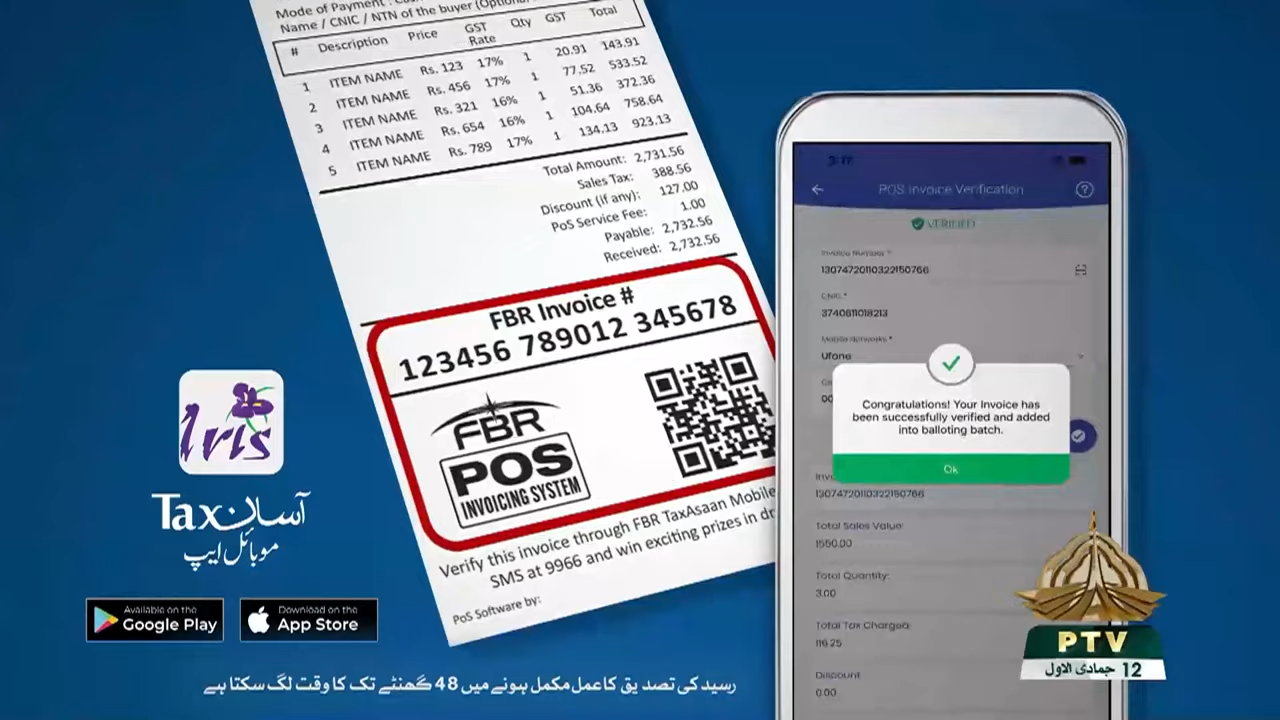 Mode of Payment : Cash
Name / CNIC / NTN of the buyer (Optional
# Description Price GST Rate Qty GST Total
1 ITEM NAME Rs. 123 17% 1 20.91 143.91
2 ITEM NAME Rs. 456 17% 1 77.52 533.52
3 ITEM NAME Rs. 321 16% 1 51.36 372.36
4 ITEM NAME Rs. 654 16% 1 104.64 758.64
5 ITEM NAME Rs. 789 17% 1 134.13 923.13
Total Amount: 2,731.56
Sales Tax: 388.56
Discount (if any): 127.00
PoS Service Fee: 1.00
Payable: 2,732.56
Received: 2,732.56
FBR Invoice #
123456 789012 345678
FBR
POS
INVOICING SYSTEM
Verify this invoice through FBR TaxAsaan Mobile
SMS at 9966 and win exciting prizes in
PoS Software by:
Iris
Tax آسان
موبائل ایپ
Available on the
Google Play
Download on the
App Store
رسید کی تصدیق کا عمل مکمل ہونے میں 48 گھنٹے تک کا وقت لگ سکتا ہے
3:17
POS Invoice Verification
VERIFIED
Invoice Number *
13074720110322150766
CNIC *
3740611018213
Mobile Networks *
Ufone
00
Congratulations! Your Invoice has
been successfully verified and added
into balloting batch.
Ok
13074720110322150766
Total Sales Value:
1550.00
Total Quantity:
3.00
Total Tax Charged:
116.25
Discount
0.00
PTV
12 جمادی الاول